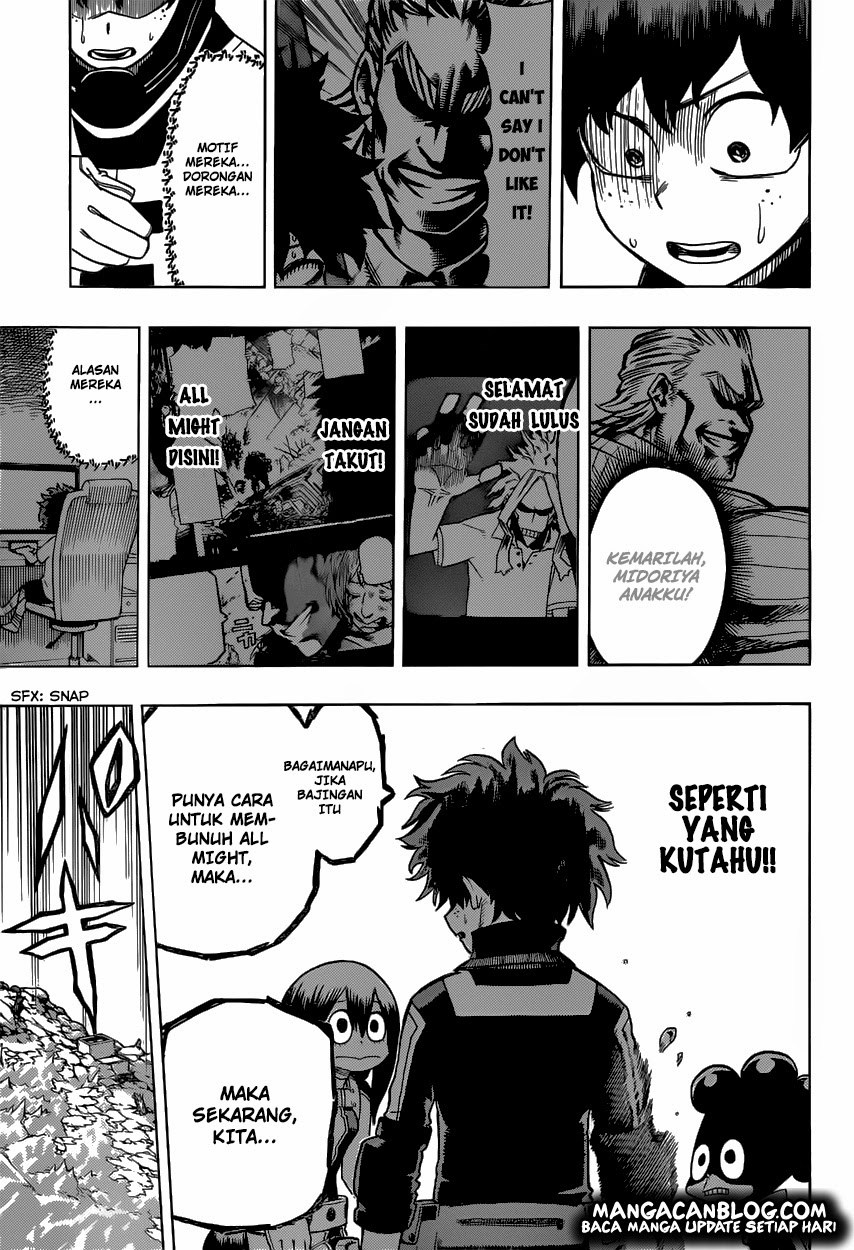 I
CAN'T
SAY I
DON'T
LIKE
IT!
MOTIF
MEREKA...
DORONGAN
MEREKA...
KEMARILAH,
MIDORIYA
ANAKKU!
SELAMAT
SUDAH LULUS
JANGAN
TAKUT!
ALL
MIGHT
DISINI!
ALASAN
MEREKA
...
SEPERTI
YANG
KUTAHU!!
BAGAIMANAPU,
JIKA
BAJINGAN
ITU
PUNYA CARA
UNTUK MEM-
BUNUH ALL
MIGHT,
MAKA...
MAKA
SEKARANG,
KITA...
SFX: SNAP
MANGACANBLOG.COM
BACA MANGA UPDATE SETIAP HARI